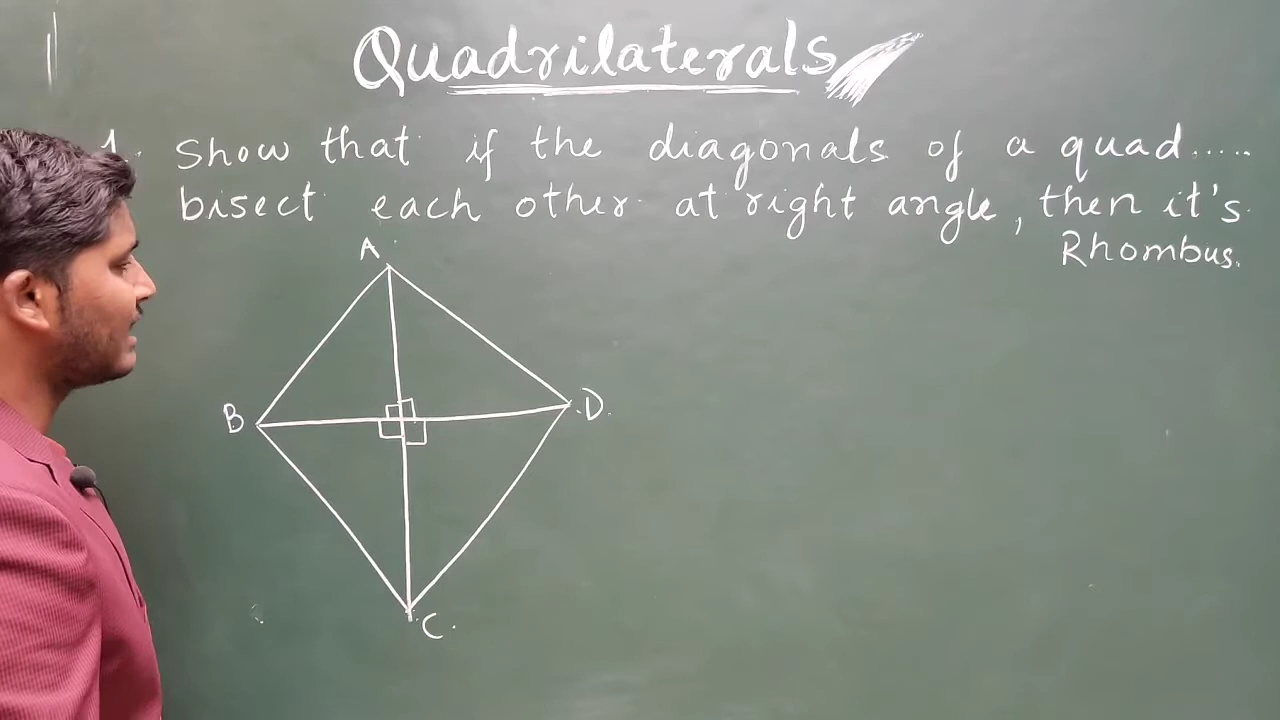 Quadrilaterals
1. Show that if the diagonals of a quad.....
bisect each other at right angle, then it's
Rhombus.
A
B
D
C